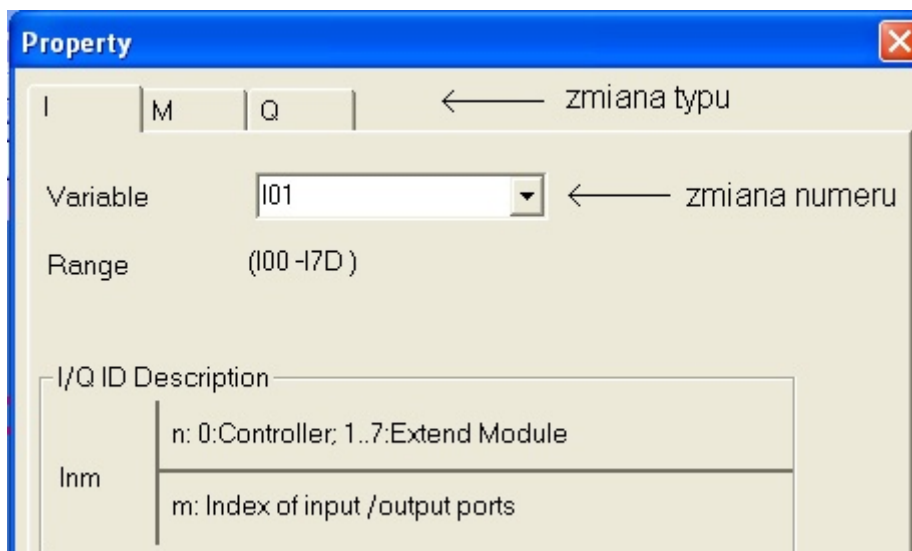 Property
I M Q zmiana typu
Variable I01 zmiana numeru
Range (I00 -I7D )
I/Q ID Description
n: 0:Controller; 1..7:Extend Module
Inm
m: Index of input /output ports